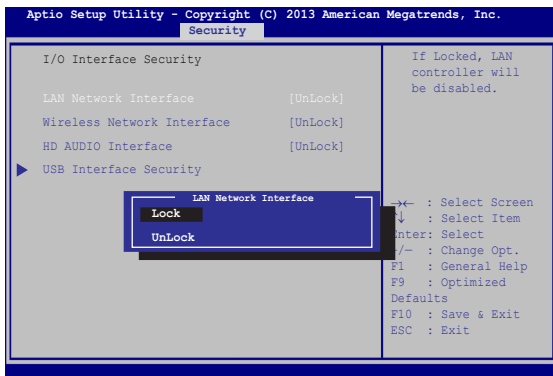 Aptio Setup Utility - Copyright (C) 2013 American Megatrends, Inc.
Security
I/O Interface Security
LAN Network Interface [UnLock]
Wireless Network Interface [UnLock]
HD AUDIO Interface [UnLock]
USB Interface Security
LAN Network Interface
Lock
UnLock
If Locked, LAN
controller will
be disabled.
→← : Select Screen
↑↓ : Select Item
Enter: Select
+/— : Change Opt.
F1 : General Help
F9 : Optimized
Defaults
F10 : Save & Exit
ESC : Exit